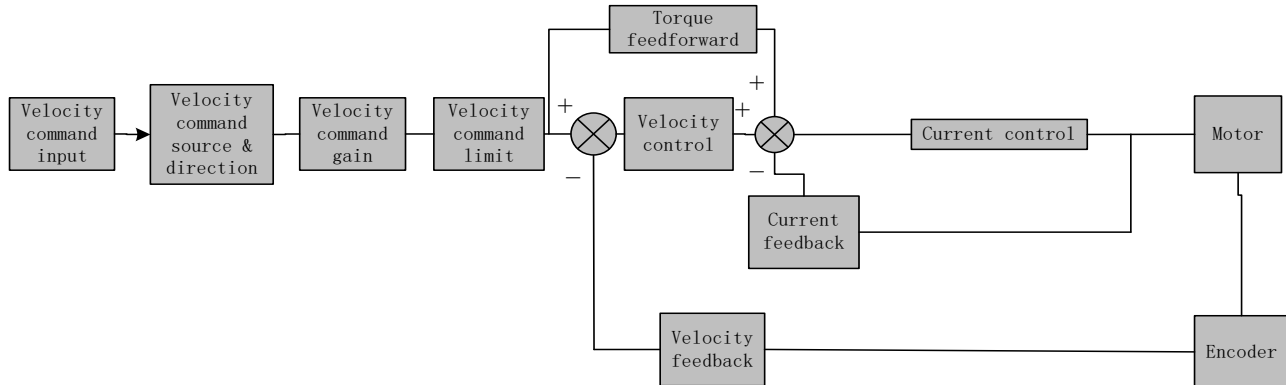 Torque
feedforward
+
+
+
Velocity
command
input
Velocity
command
source &
direction
Velocity
command
gain
Velocity
command
limit
Velocity
control
Current control
Motor
−
−
Current
feedback
Velocity
feedback
Encoder